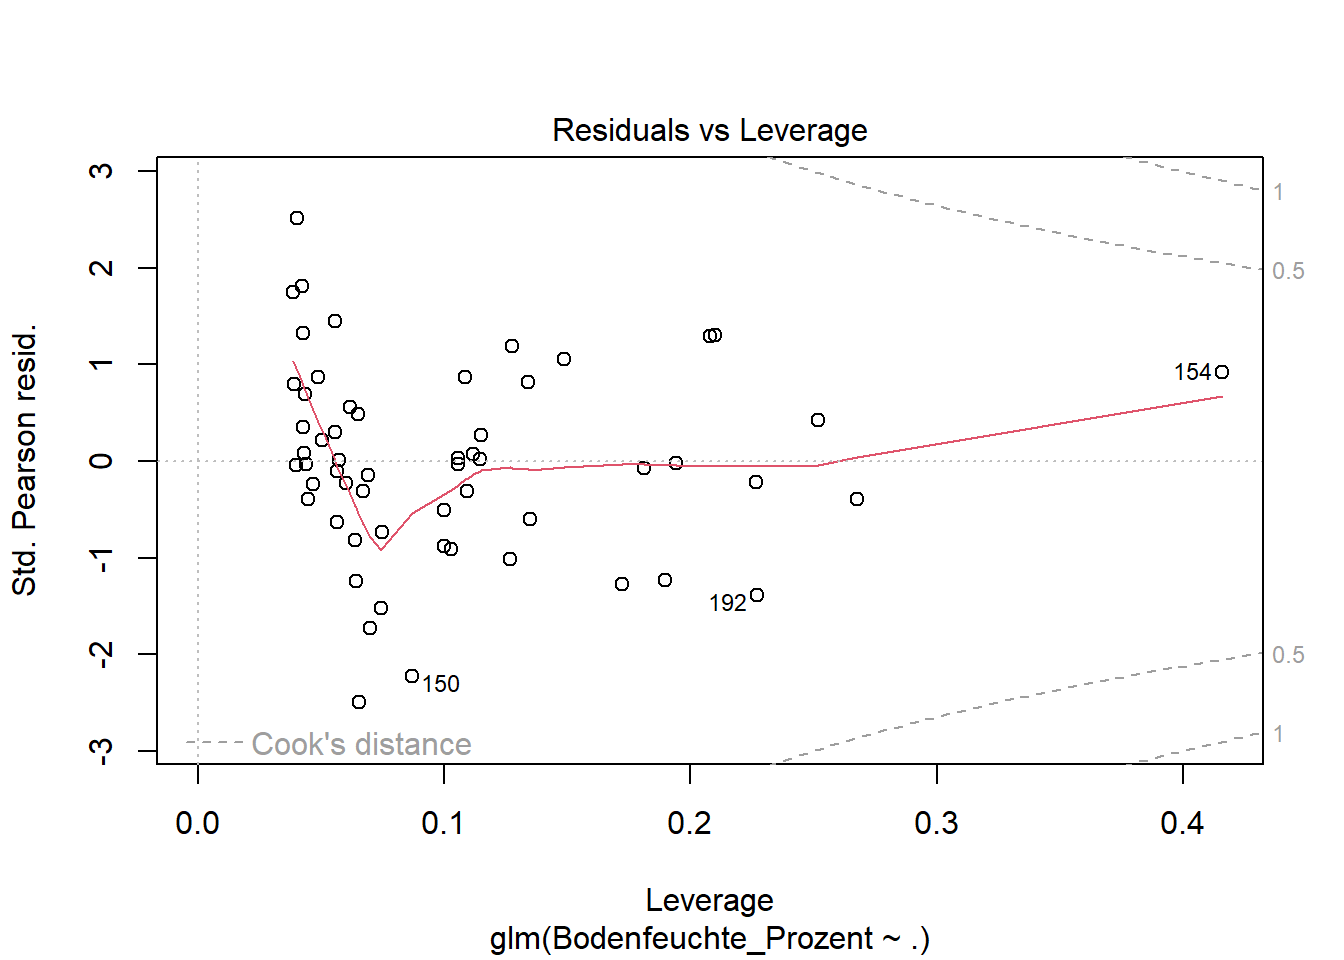 Residuals vs Leverage
Std. Pearson resid.
3
2
1
0
-1
-2
-3
1
0.5
0.5
1
154
192
150
Cook's distance
0.0 0.1 0.2 0.3 0.4
Leverage
glm(Bodenfeuchte_Prozent ~ .)